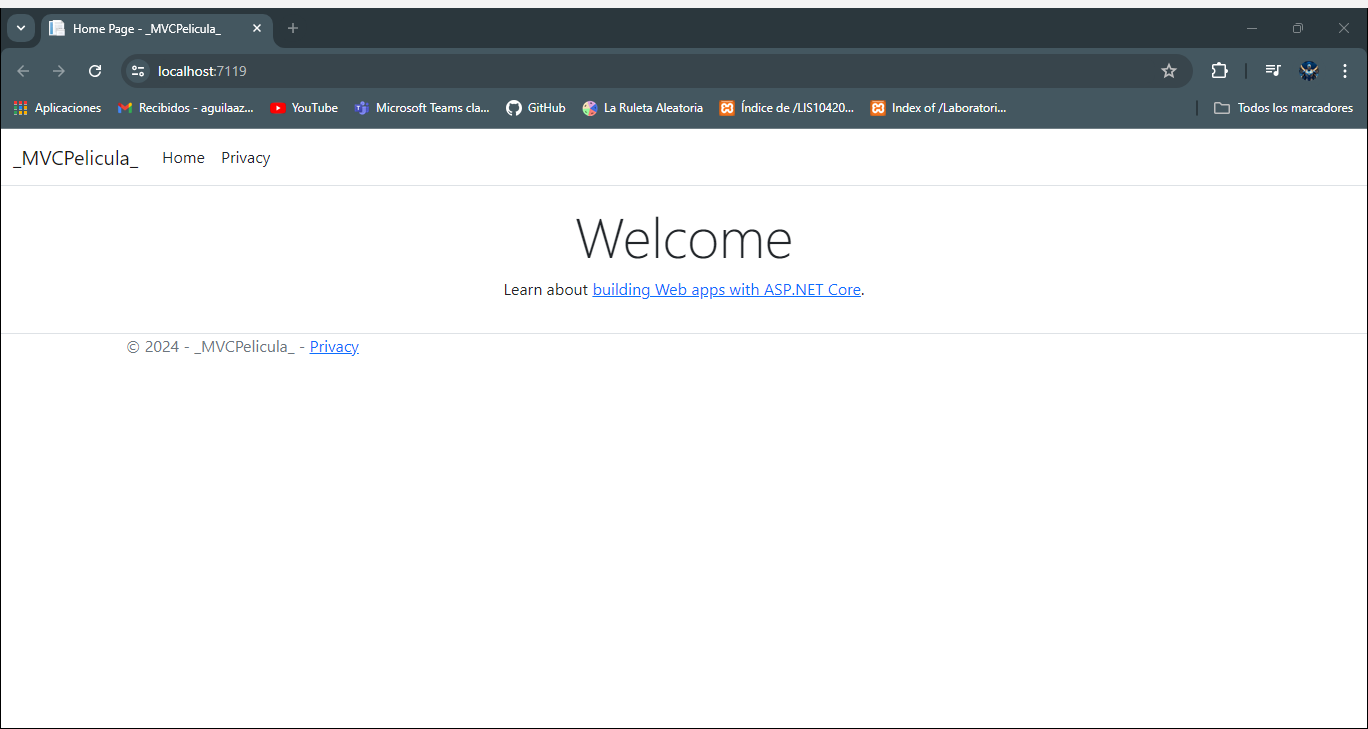 Home Page - _MVCPelicula_
localhost:7119
Aplicaciones Recibidos - aguilaaz... YouTube Microsoft Teams cla... GitHub La Ruleta Aleatoria Índice de /LIS10420... Index of /Laboratori... Todos los marcadores
_MVCPelicula_ Home Privacy
Welcome
Learn about building Web apps with ASP.NET Core.
© 2024 - _MVCPelicula_ - Privacy